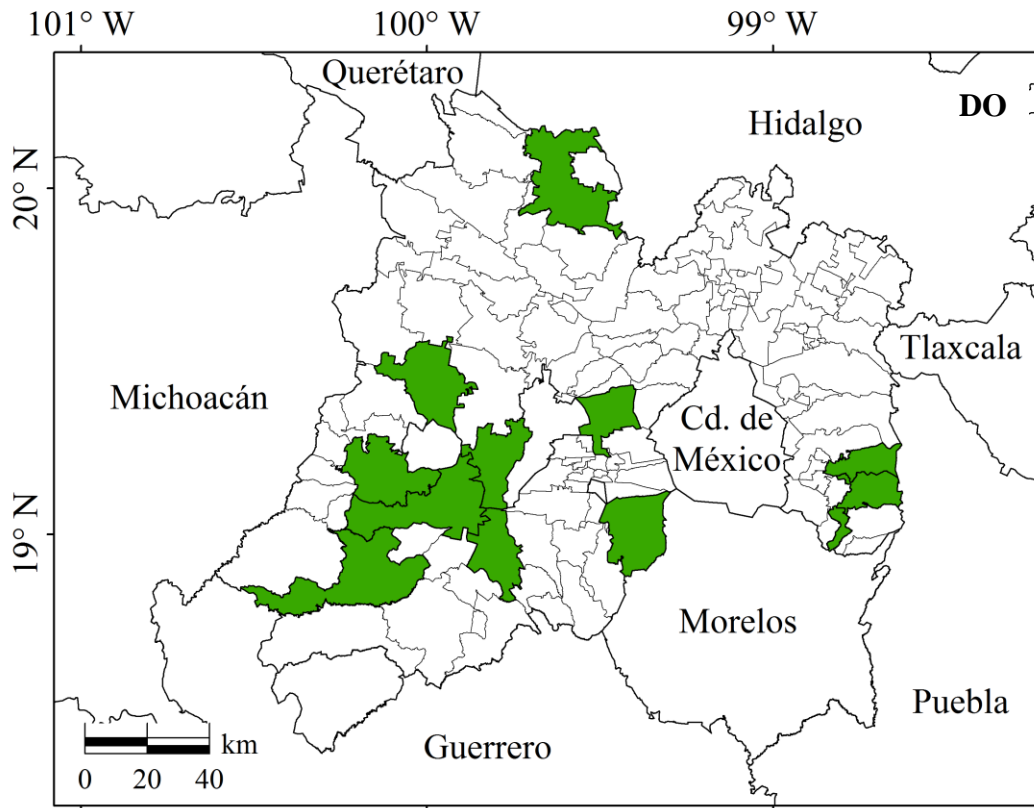 101° W 100° W 99° W
Querétaro
DO
Hidalgo
20° N
Tlaxcala
Michoacán
Cd. de
México
19° N
Morelos
Puebla
Guerrero
km
0 20 40